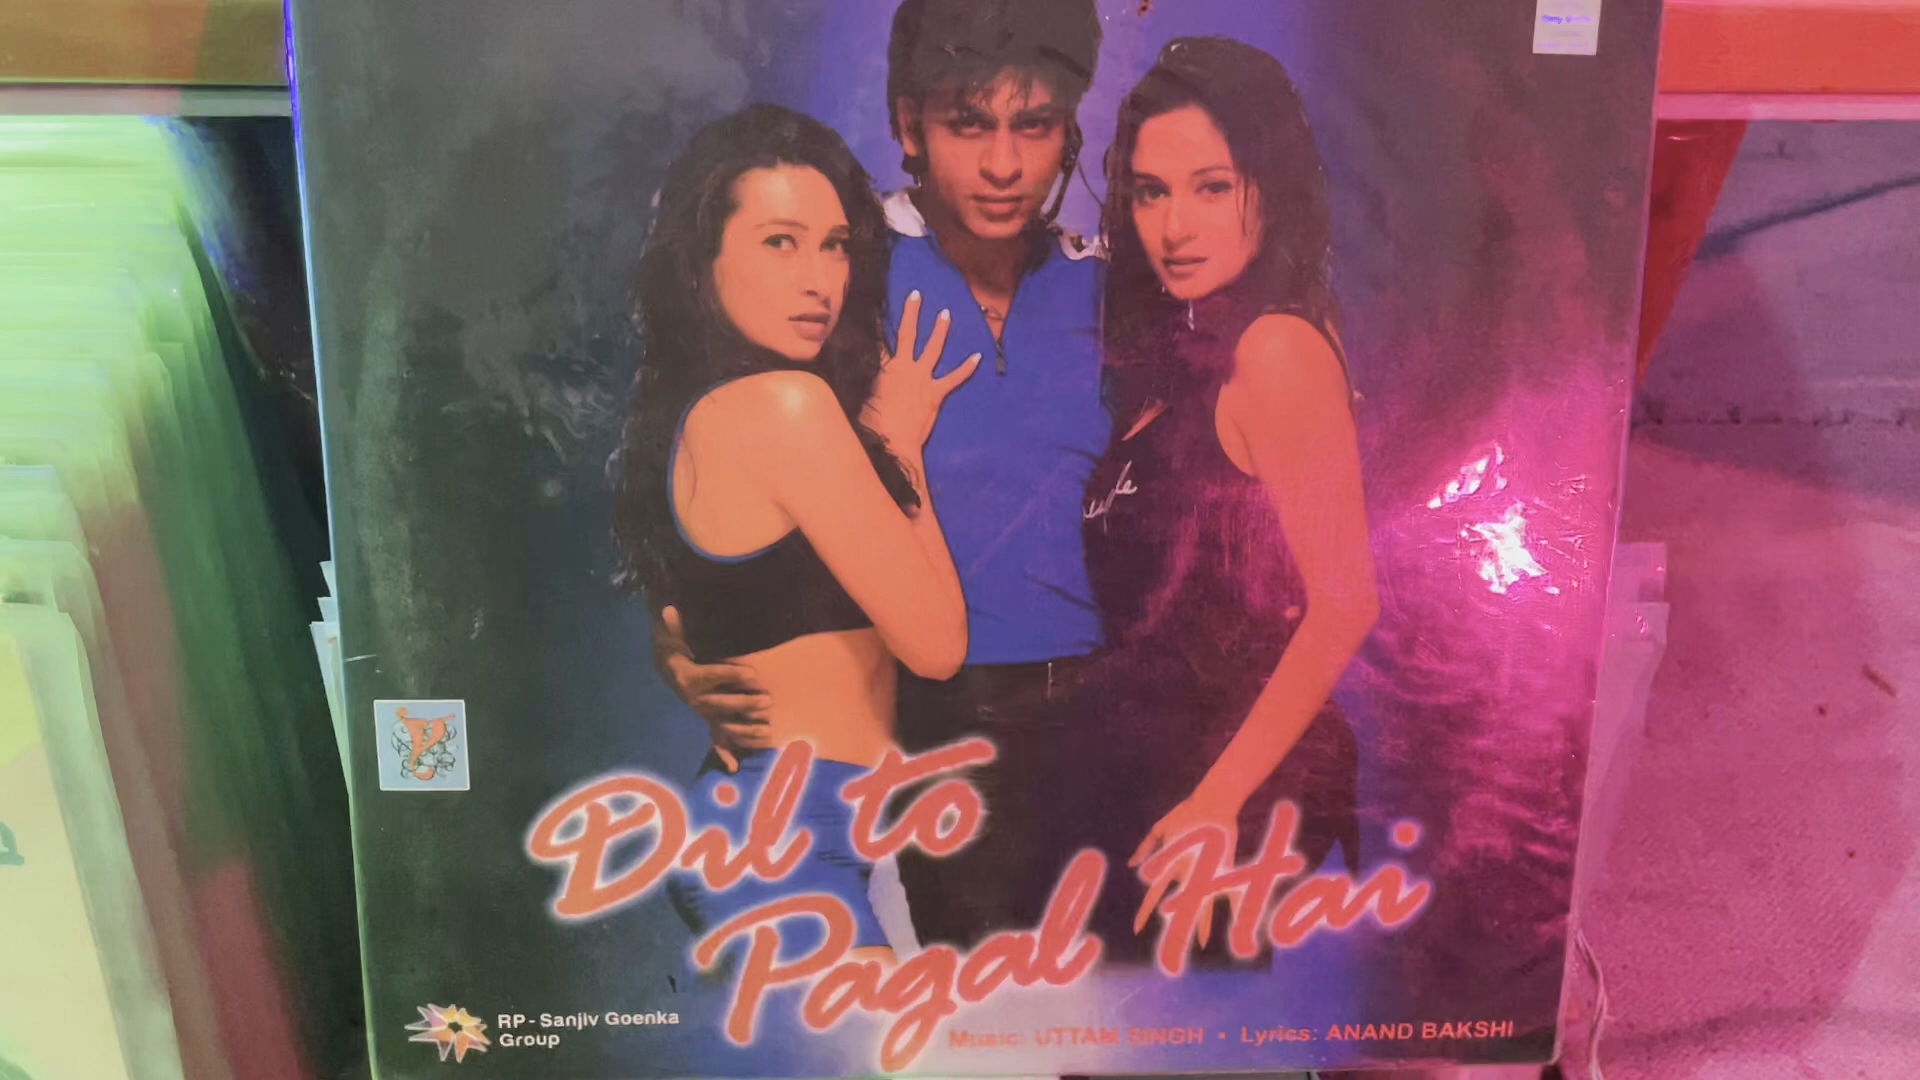 Dil to
Pagal Hai
RP-Sanjiv Goenka
Group
Music: UTTAM SINGH • Lyrics: ANAND BAKSHI